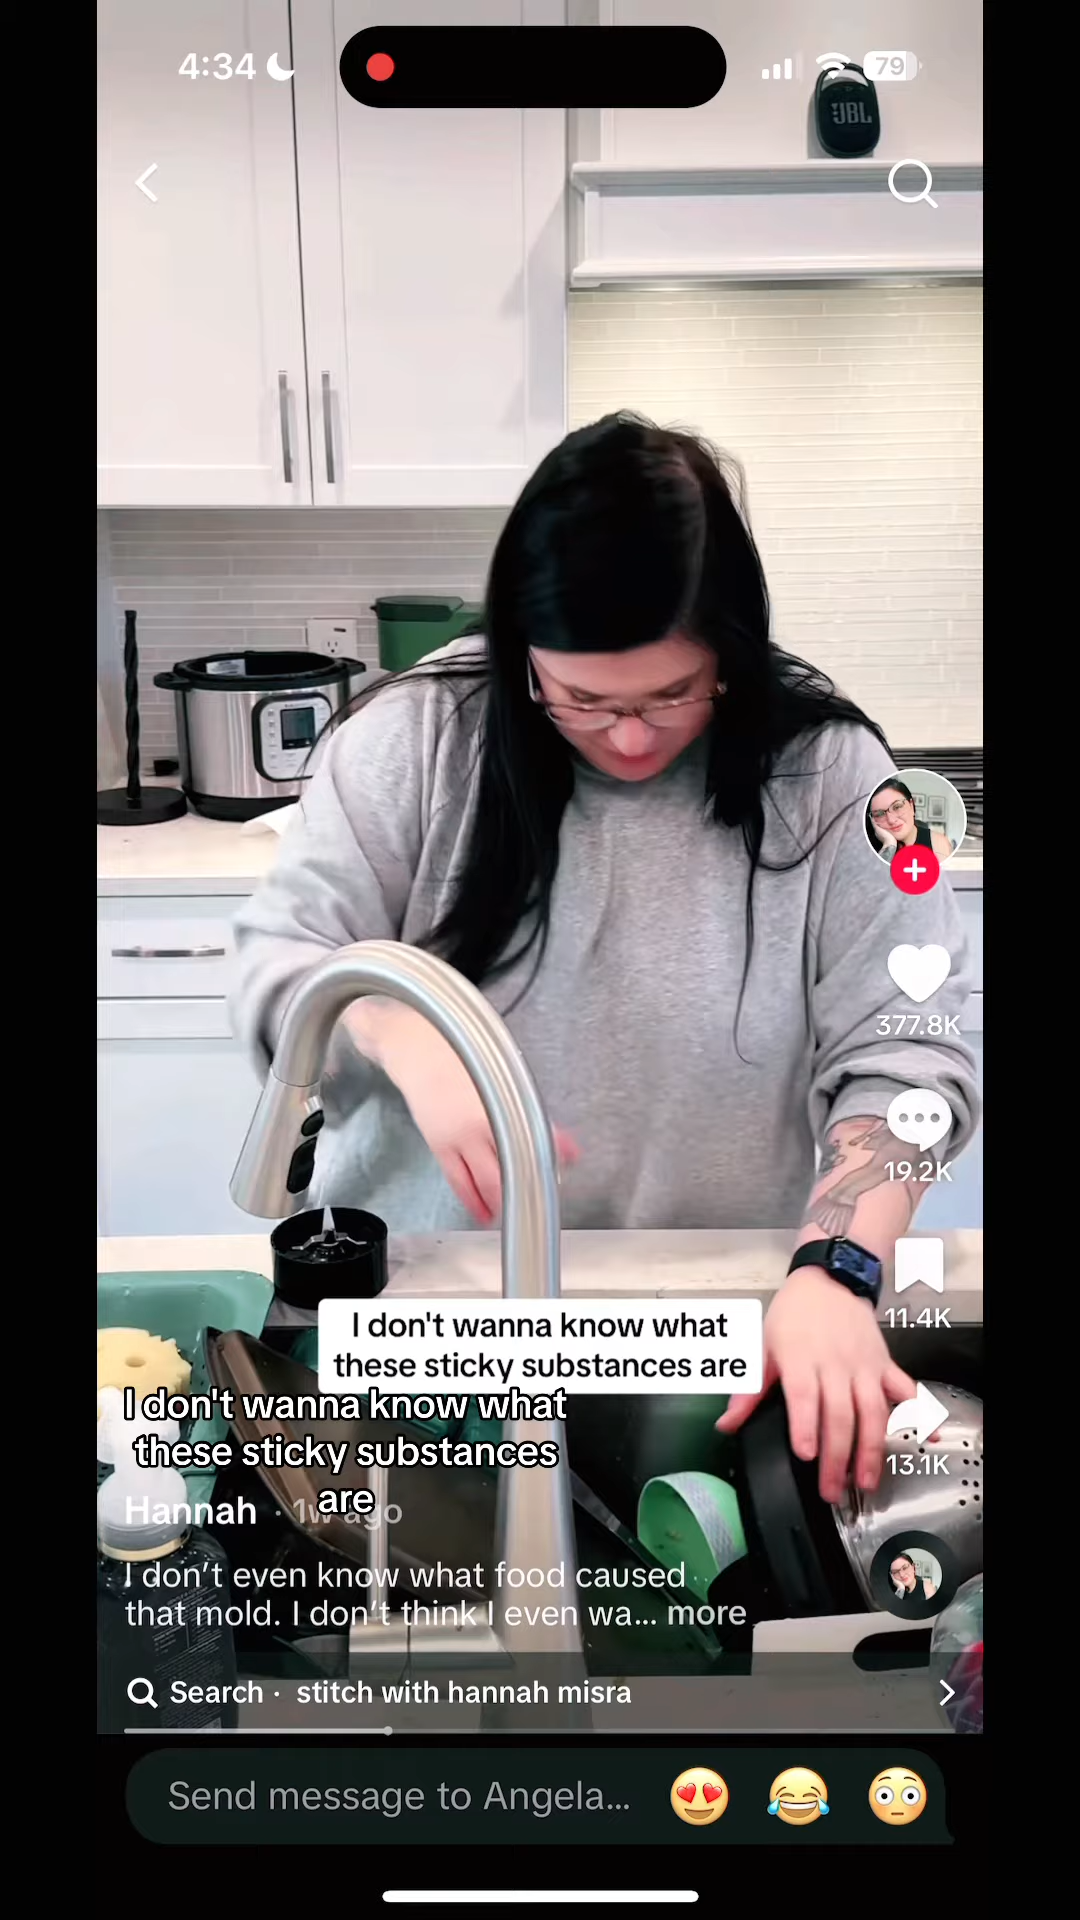 4:34
79
JBL
377.8K
19.2K
11.4K
I don't wanna know what
these sticky substances are
I don't wanna know what
these sticky substances
are
13.1K
Hannah · 1w ago
I don’t even know what food caused
that mold. I don’t think I even wa... more
Search · stitch with hannah misra
Send message to Angela...